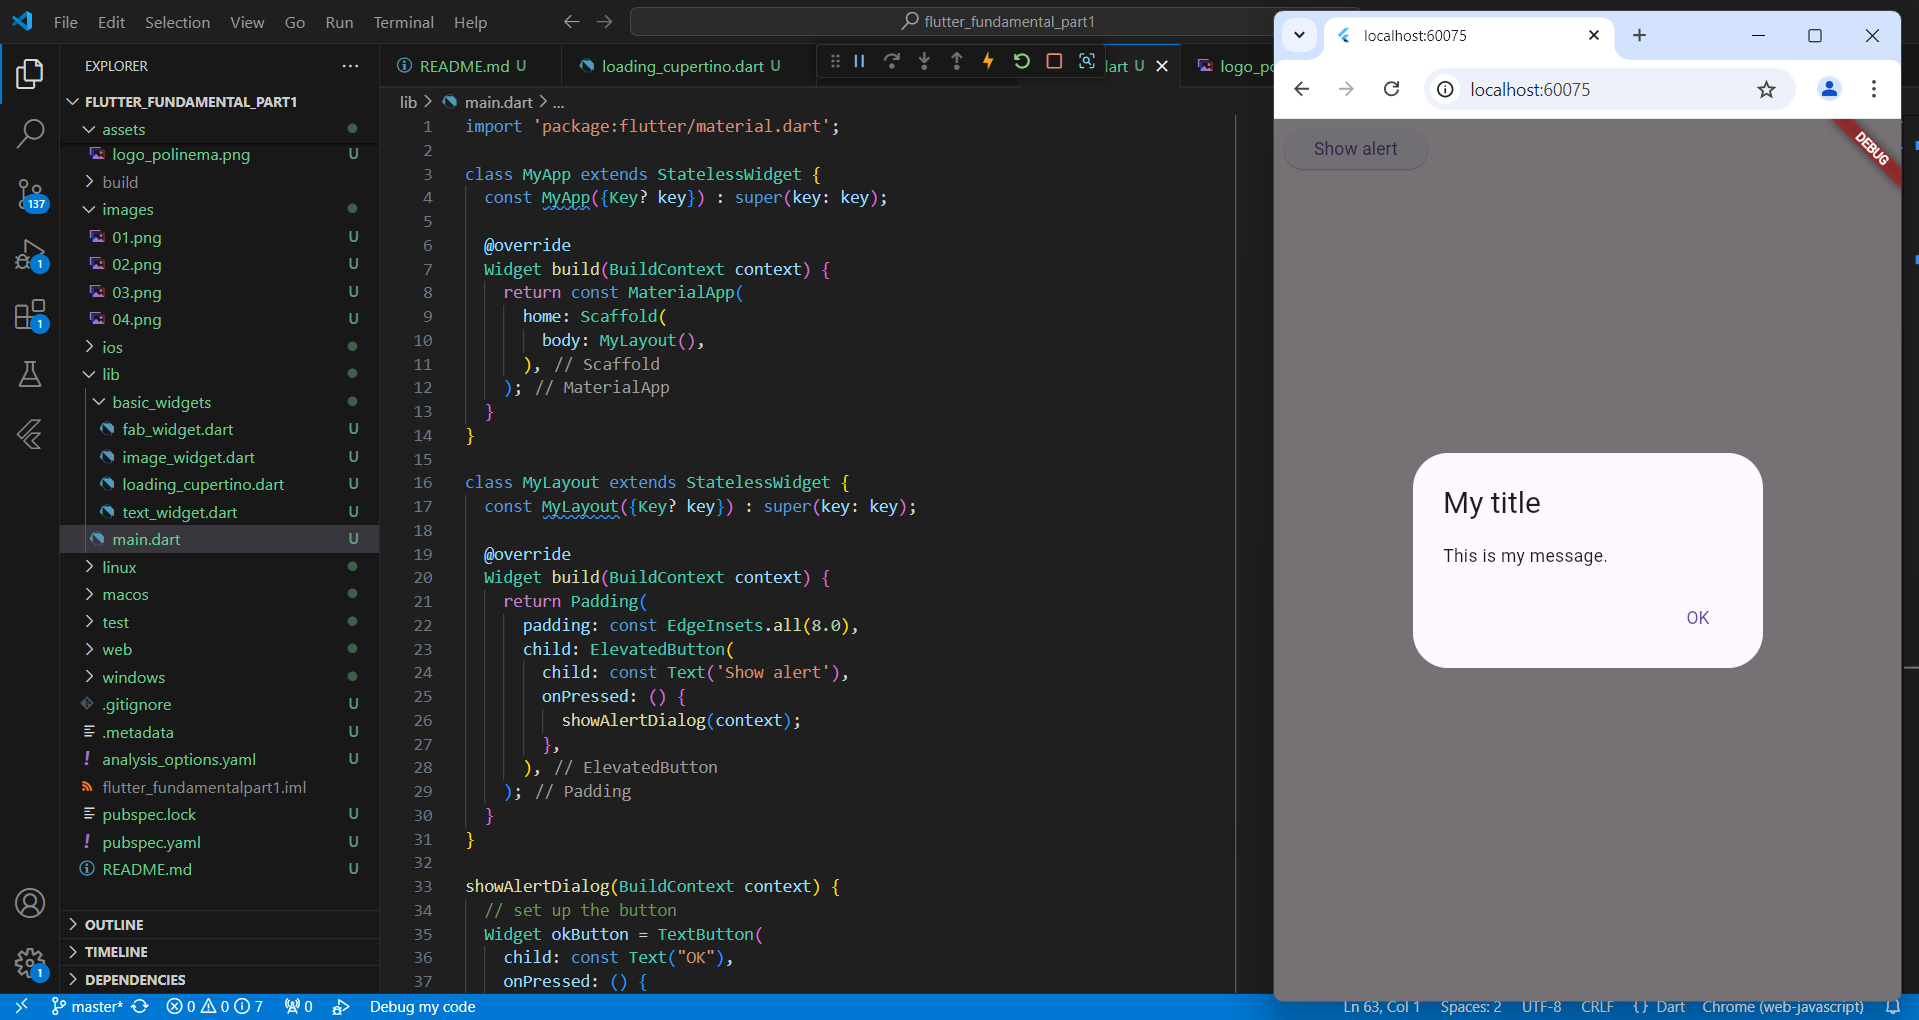 File Edit Selection View Go Run Terminal Help
flutter_fundamental_part1
EXPLORER
FLUTTER_FUNDAMENTAL_PART1
assets
logo_polinema.png U
build
images
01.png U
02.png U
03.png U
04.png U
ios
lib
basic_widgets
fab_widget.dart U
image_widget.dart U
loading_cupertino.dart U
text_widget.dart U
main.dart U
linux
macos
test
web
windows
.gitignore U
.metadata U
analysis_options.yaml U
flutter_fundamentalpart1.iml
pubspec.lock U
pubspec.yaml U
README.md U
OUTLINE
TIMELINE
DEPENDENCIES
137
1
1
1
README.md U
loading_cupertino.dart U
lart U
logo_po
lib > main.dart > ...
1 import 'package:flutter/material.dart';
2
3 class MyApp extends StatelessWidget {
4 const MyApp({Key? key}) : super(key: key);
5
6 @override
7 Widget build(BuildContext context) {
8 return const MaterialApp(
9 home: Scaffold(
10 body: MyLayout(),
11 ), // Scaffold
12 ); // MaterialApp
13 }
14 }
15
16 class MyLayout extends StatelessWidget {
17 const MyLayout({Key? key}) : super(key: key);
18
19 @override
20 Widget build(BuildContext context) {
21 return Padding(
22 padding: const EdgeInsets.all(8.0),
23 child: ElevatedButton(
24 child: const Text('Show alert'),
25 onPressed: () {
26 showAlertDialog(context);
27 },
28 ), // ElevatedButton
29 ); // Padding
30 }
31 }
32
33 showAlertDialog(BuildContext context) {
34 // set up the button
35 Widget okButton = TextButton(
36 child: const Text("OK"),
37 onPressed: () {
localhost:60075
localhost:60075
Show alert
DEBUG
My title
This is my message.
OK
master* 0 0 7 0 Debug my code
Ln 63, Col 1 Spaces: 2 UTF-8 CRLF {} Dart Chrome (web-javascript)